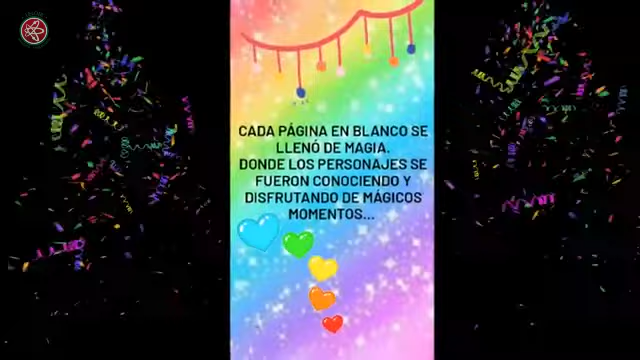 CADA PÁGINA EN BLANCO SE
LLENÓ DE MAGIA.
DONDE LOS PERSONAJES SE
FUERON CONOCIENDO Y
DISFRUTANDO DE MÁGICOS
MOMENTOS...